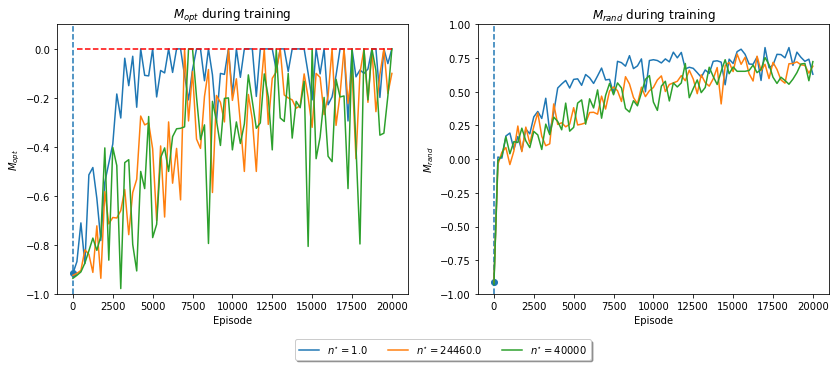 M_opt during training
0.0
−0.2
−0.4
−0.6
−0.8
−1.0
M_opt
0 2500 5000 7500 10000 12500 15000 17500 20000
Episode
M_rand during training
1.00
0.75
0.50
0.25
0.00
−0.25
−0.50
−0.75
−1.00
M_rand
0 2500 5000 7500 10000 12500 15000 17500 20000
Episode
n* = 1.0 n* = 24460.0 n* = 40000